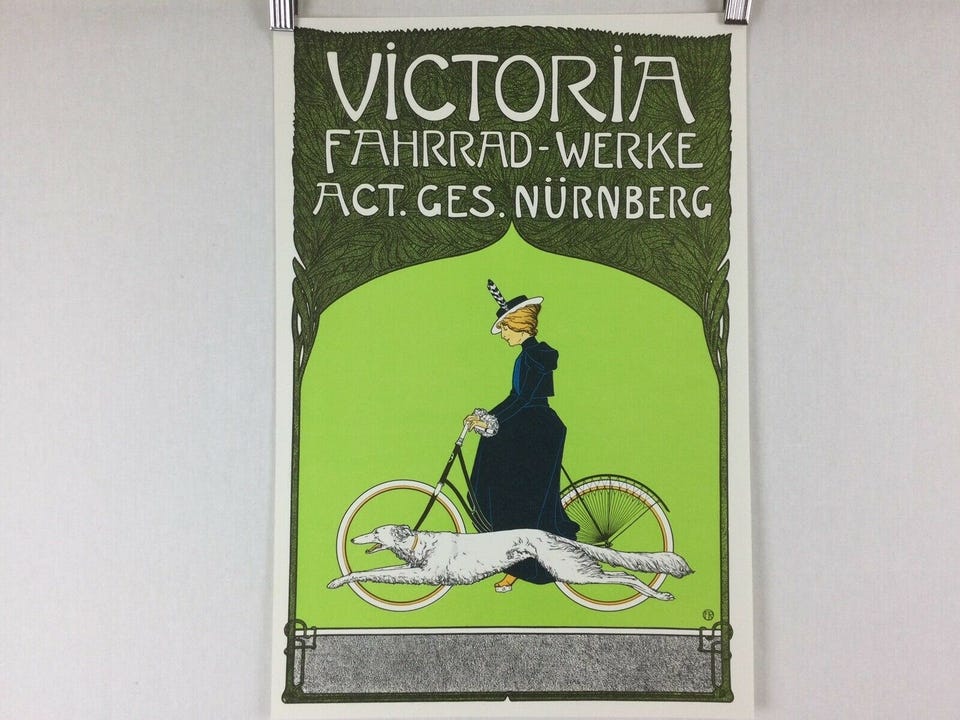 ViCTORiA
FAHRRAD-WERKE
ACT. GES. NÜRNBERG